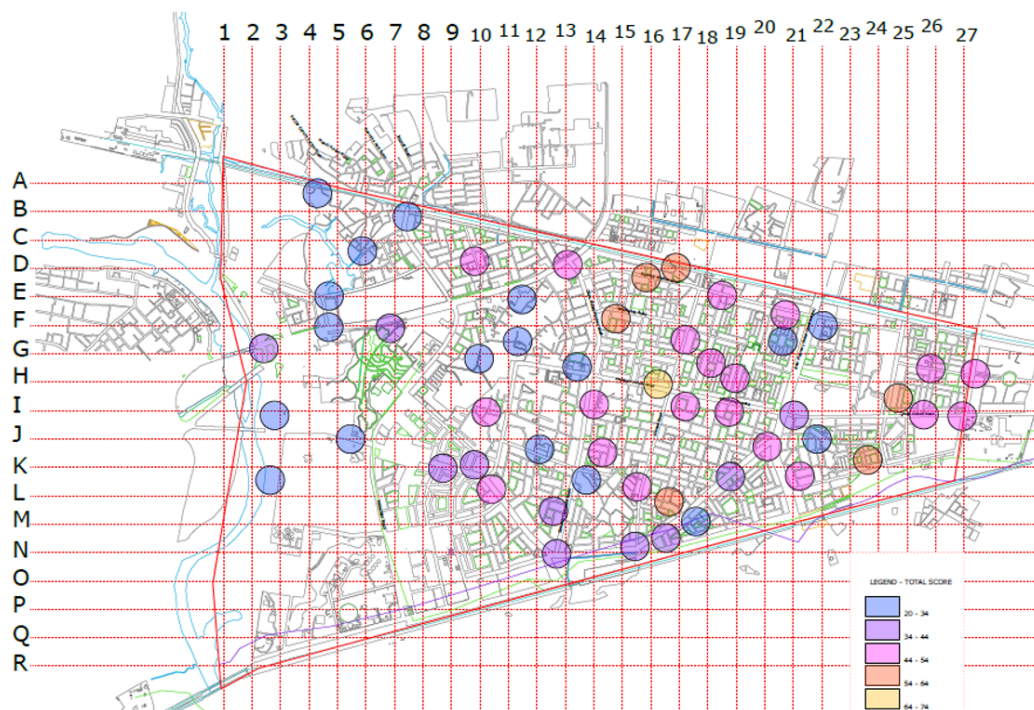 1 2 3 4 5 6 7 8 9 10 11 12 13 14 15 16 17 18 19 20 21 22 23 24 25 26 27
A
B
C
D
E
F
G
H
I
J
K
L
M
N
O
P
Q
R
LEGEND - TOTAL SCORE
20 - 34
34 - 44
44 - 54
54 - 64
64 - 74